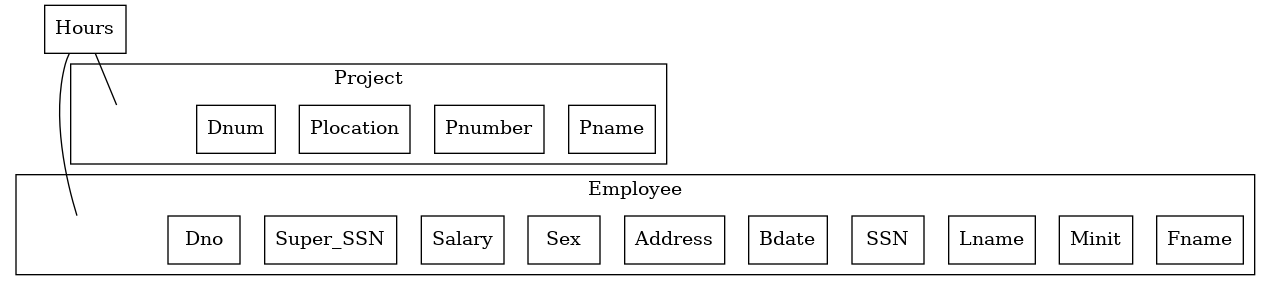 Hours
Project
Dnum Plocation Pnumber Pname
Employee
Dno Super_SSN Salary Sex Address Bdate SSN Lname Minit Fname